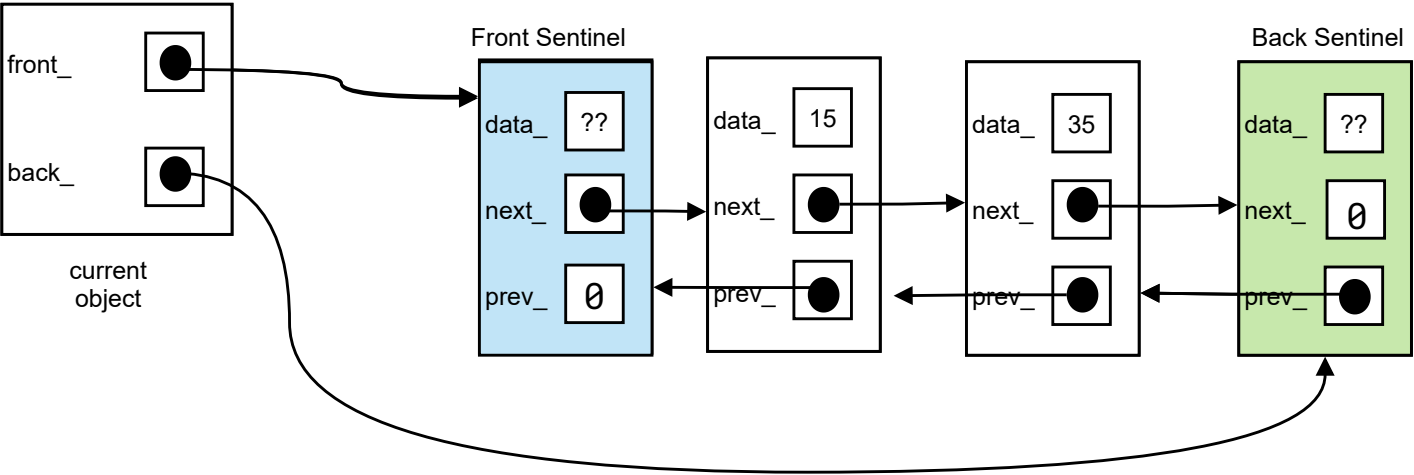 front_
back_
current
object
Front Sentinel
data_ ??
next_
prev_ 0
data_ 15
next_
prev_
data_ 35
next_
prev_
Back Sentinel
data_ ??
next_ 0
prev_